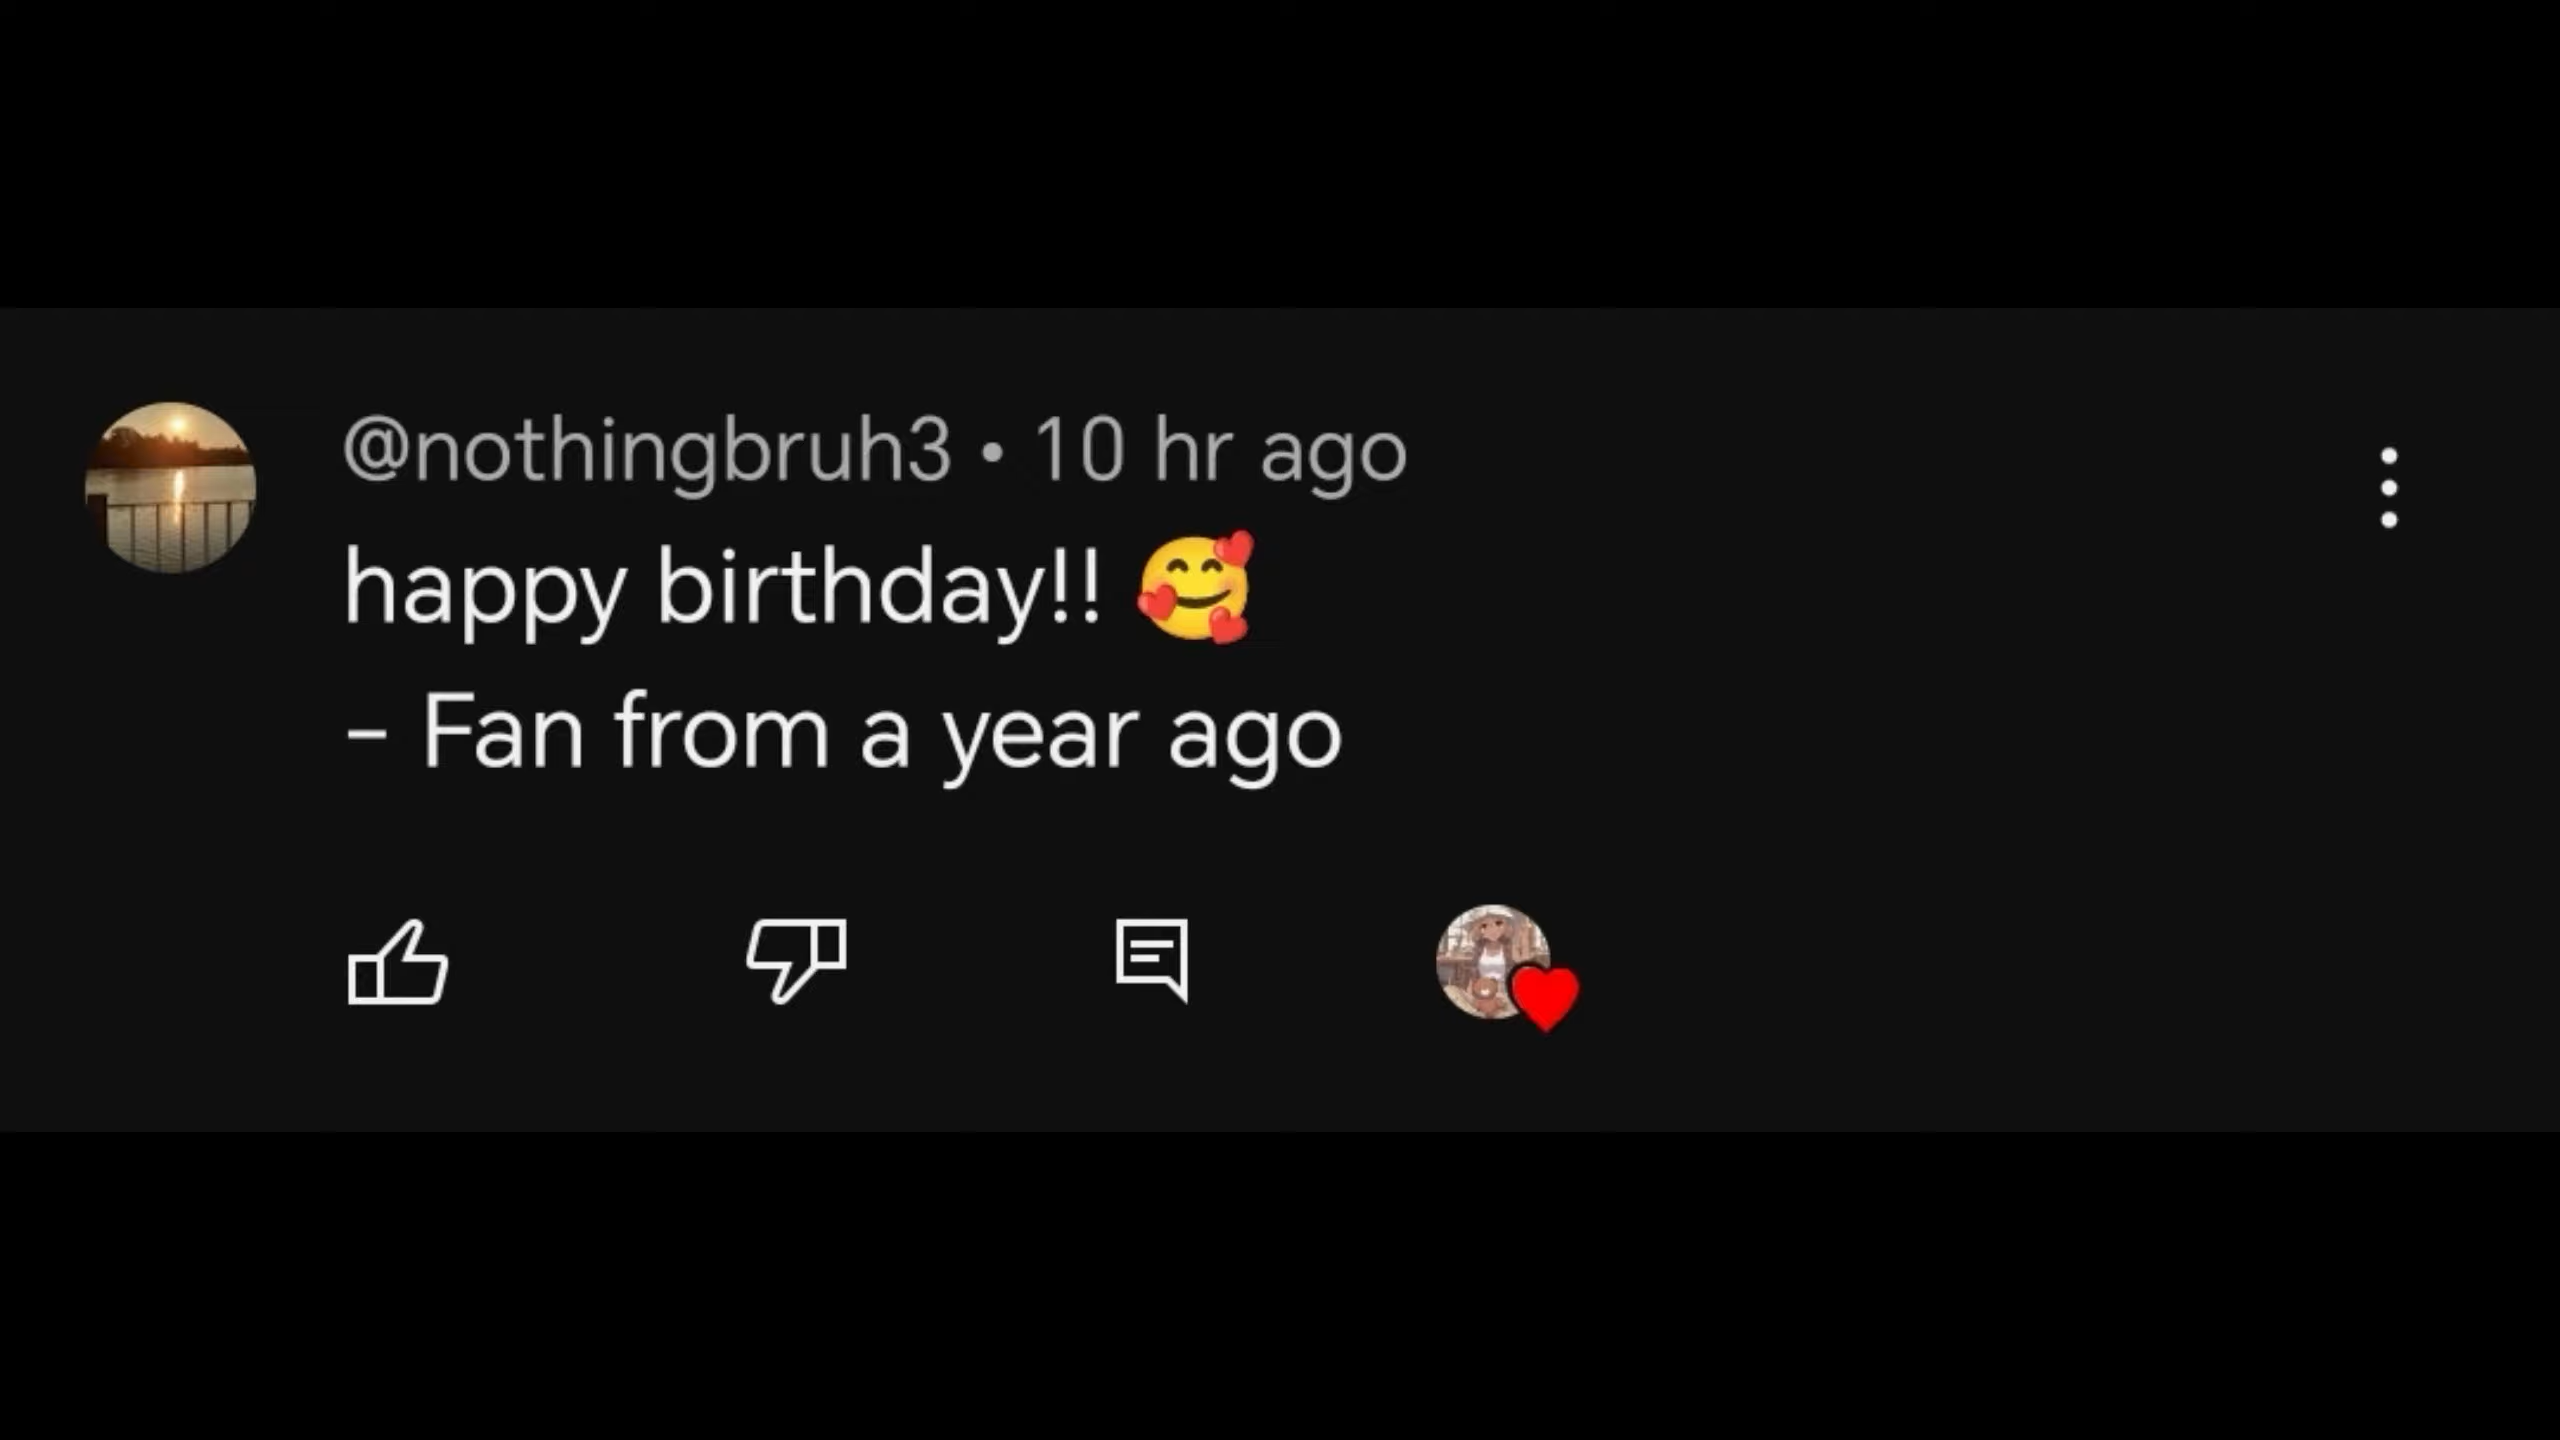 @nothingbruh3 • 10 hr ago
happy birthday!! 🥰
- Fan from a year ago